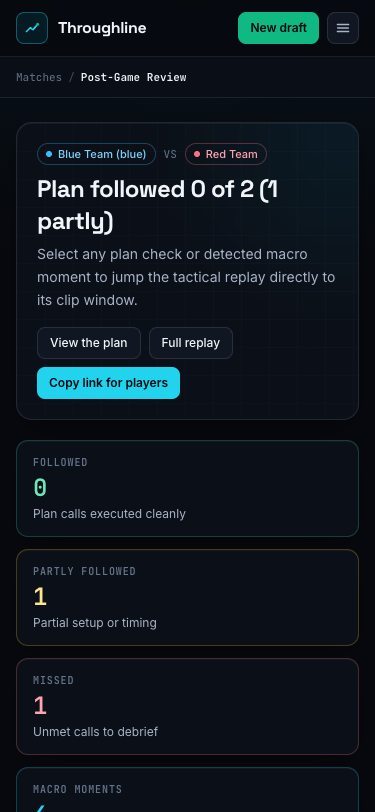 Throughline
New draft
Matches / Post-Game Review
Blue Team (blue) VS Red Team
Plan followed 0 of 2 (1
partly)
Select any plan check or detected macro
moment to jump the tactical replay directly to
its clip window.
View the plan
Full replay
Copy link for players
FOLLOWED
0
Plan calls executed cleanly
PARTLY FOLLOWED
1
Partial setup or timing
MISSED
1
Unmet calls to debrief
MACRO MOMENTS